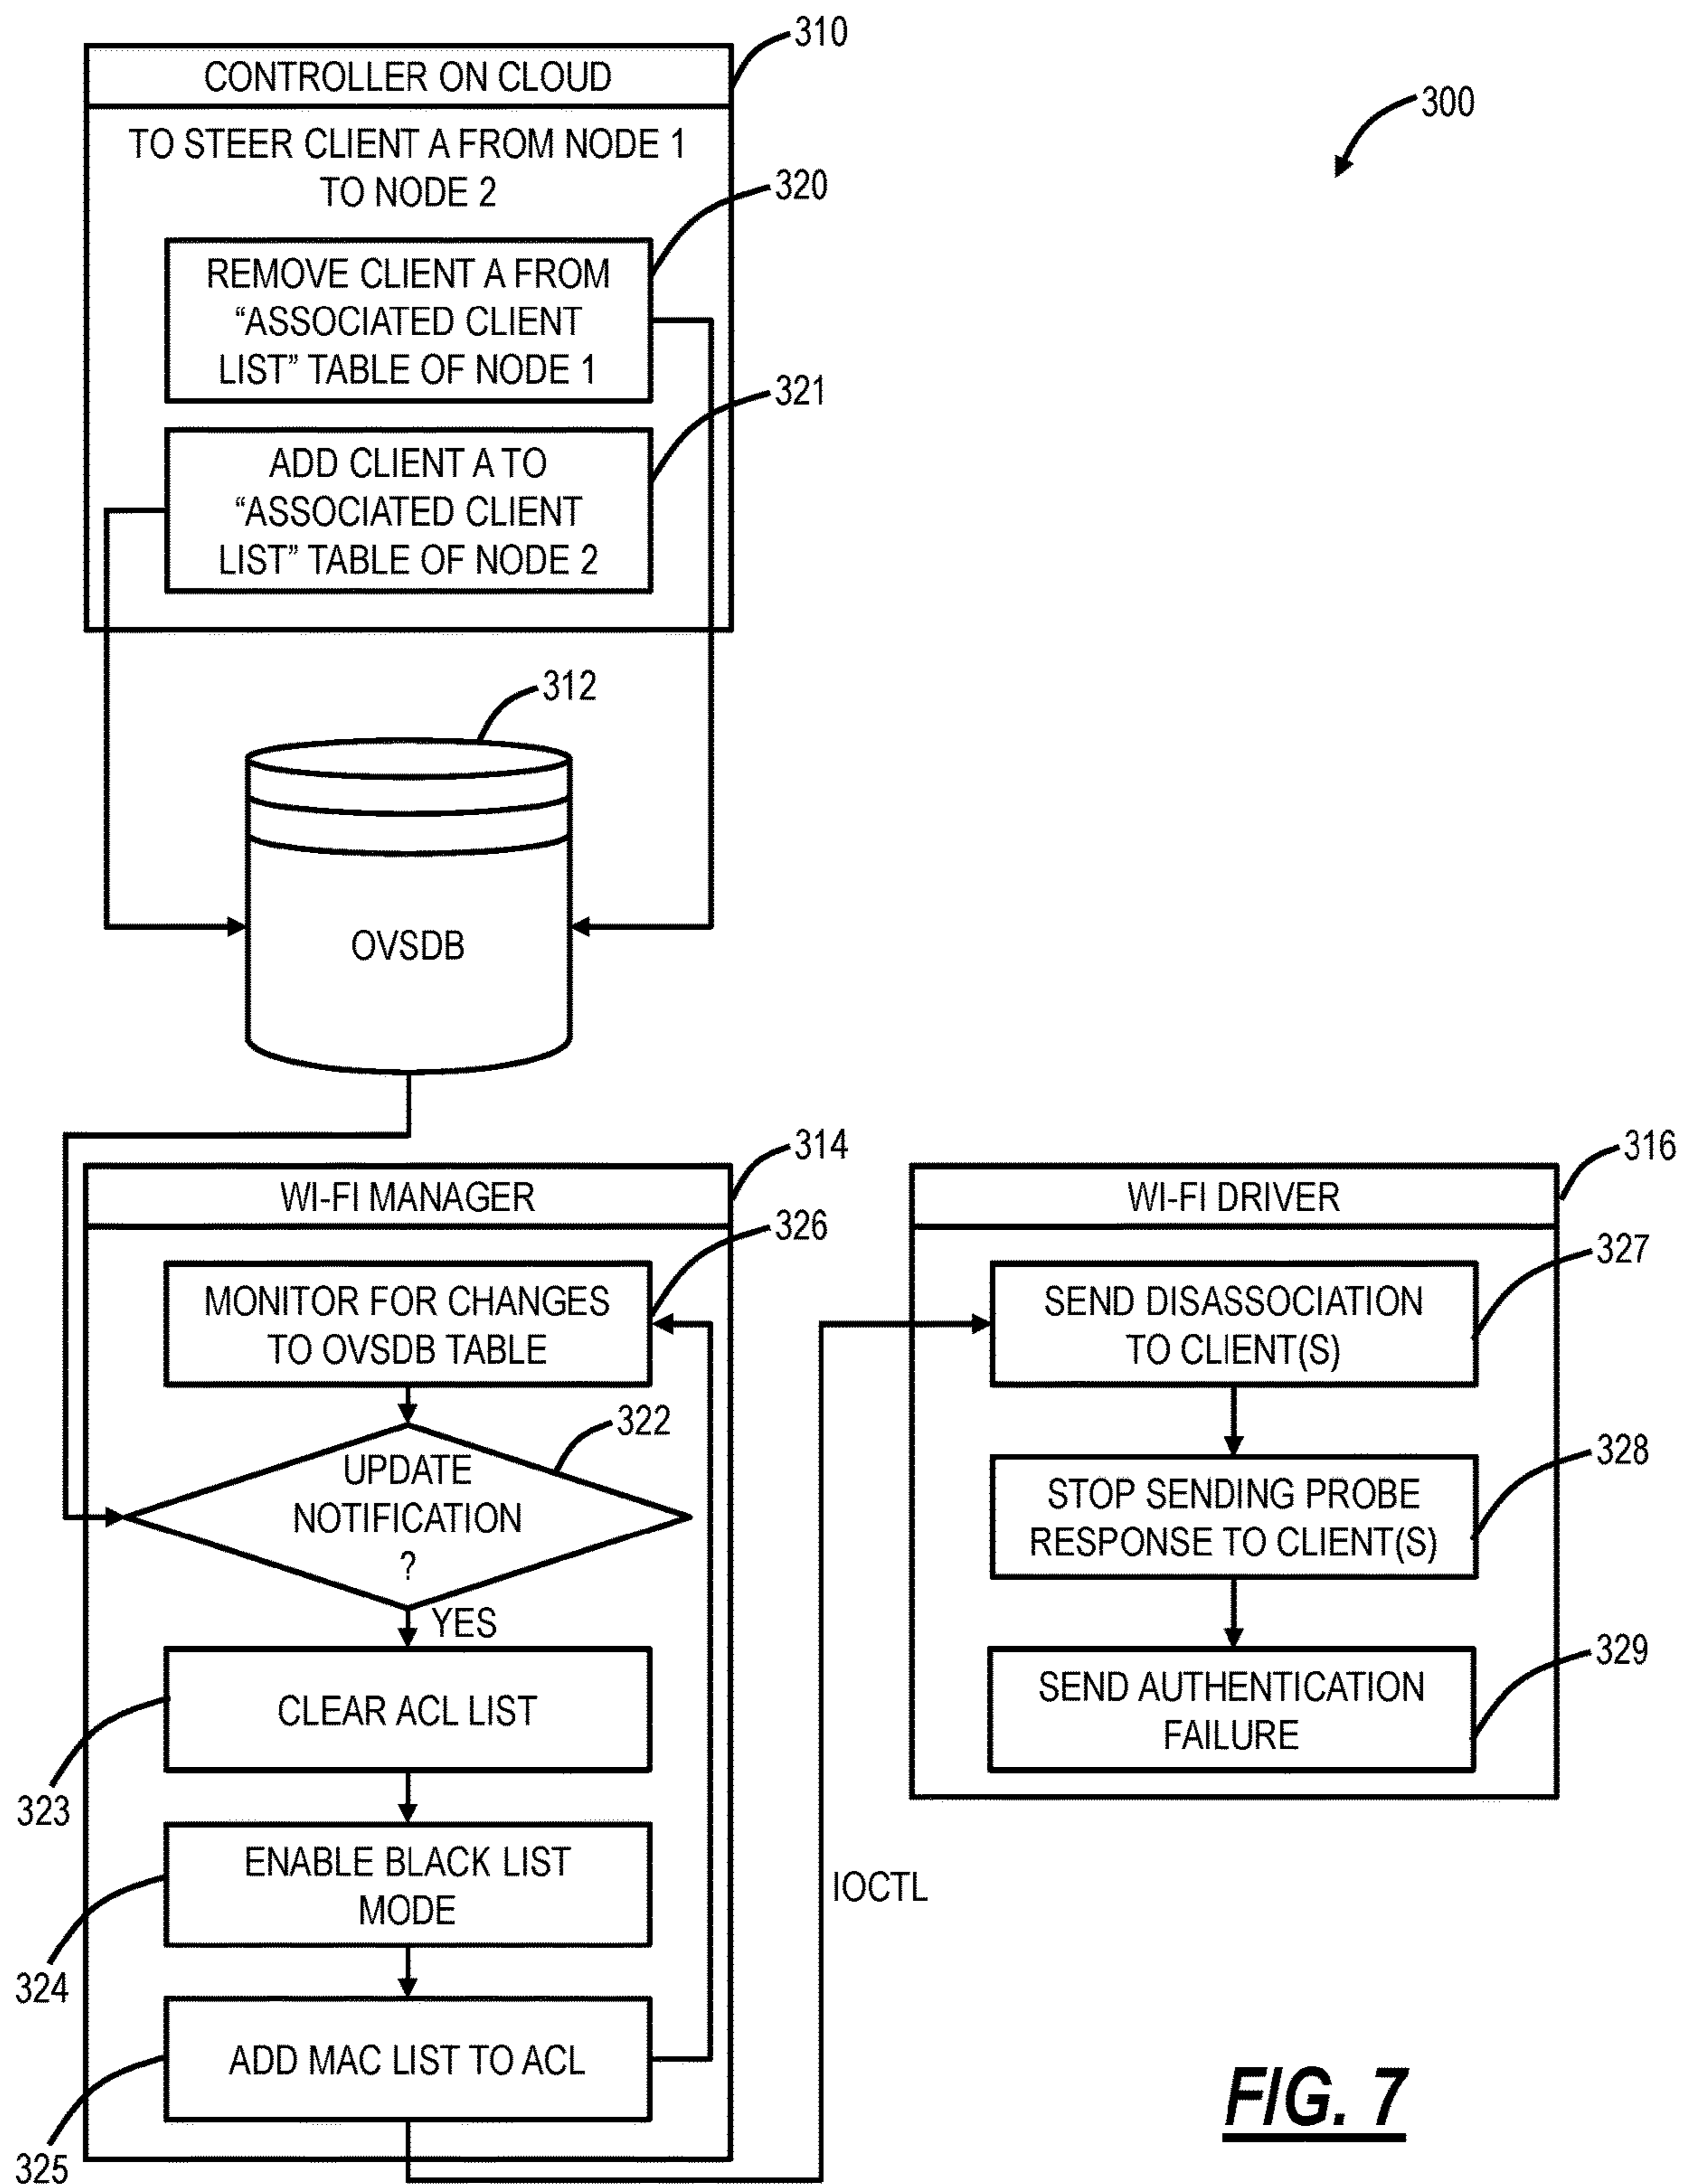 310
CONTROLLER ON CLOUD
300
TO STEER CLIENT A FROM NODE 1
TO NODE 2
320
REMOVE CLIENT A FROM
“ASSOCIATED CLIENT
LIST” TABLE OF NODE 1
321
ADD CLIENT A TO
“ASSOCIATED CLIENT
LIST” TABLE OF NODE 2
312
OVSDB
314
WI-FI MANAGER
326
MONITOR FOR CHANGES
TO OVSDB TABLE
322
UPDATE
NOTIFICATION
?
YES
CLEAR ACL LIST
323
ENABLE BLACK LIST
MODE
324
ADD MAC LIST TO ACL
325
IOCTL
316
WI-FI DRIVER
327
SEND DISASSOCIATION
TO CLIENT(S)
328
STOP SENDING PROBE
RESPONSE TO CLIENT(S)
329
SEND AUTHENTICATION
FAILURE
FIG. 7